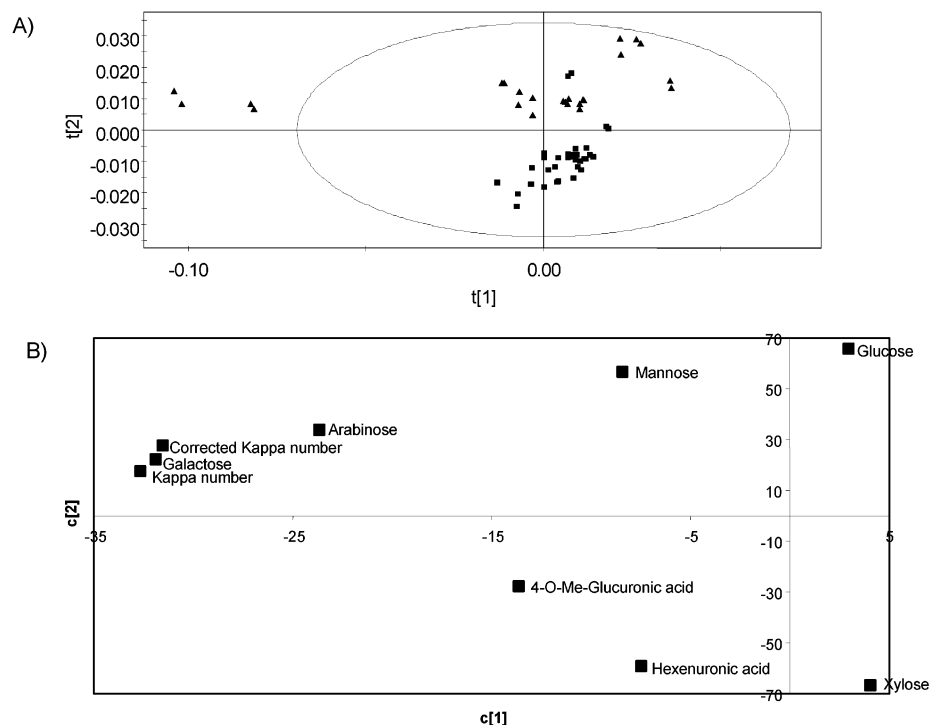 A)
0.030
0.020
0.010
0.000
-0.010
-0.020
-0.030
t[2]
-0.10
0.00
t[1]
B)
70
Glucose
Mannose
50
Arabinose
30
Corrected Kappa number
Galactose
Kappa number
10
c[2]
-35
-25
-15
-5
5
-10
4-O-Me-Glucuronic acid
-30
-50
Hexenuronic acid
Xylose
-70
c[1]